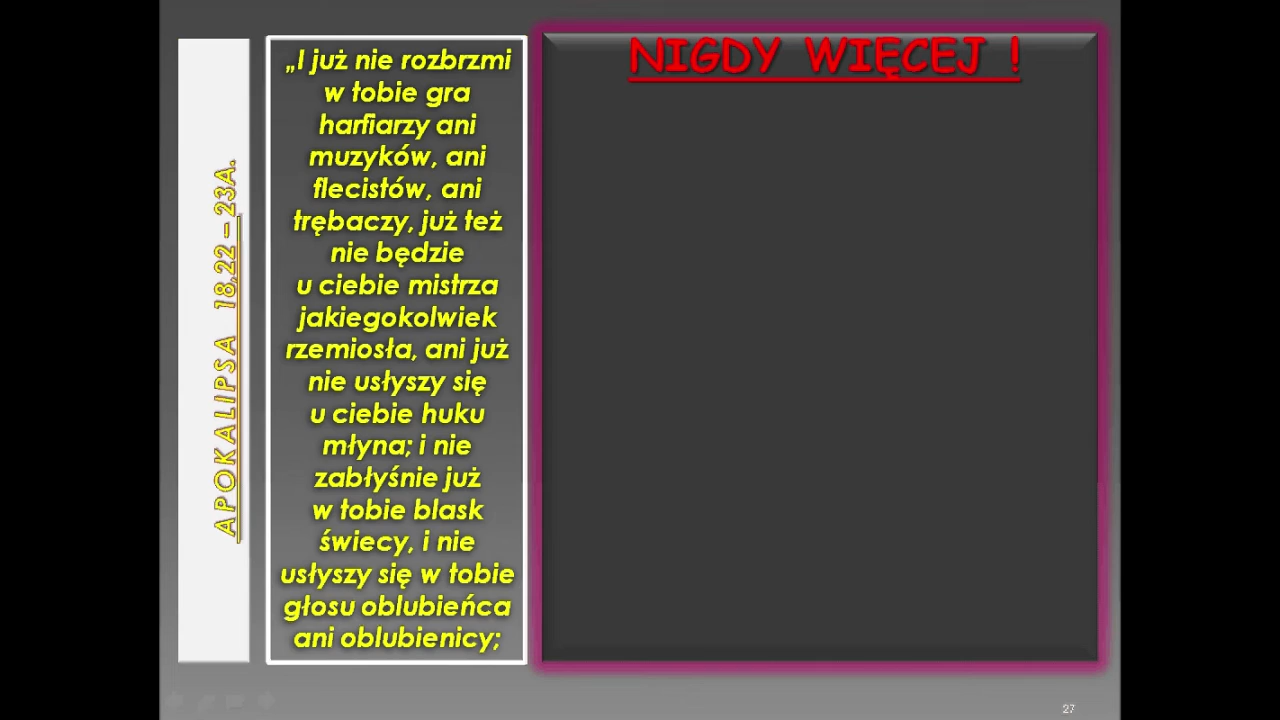 APOKALIPSA 18,22 – 23A.
„I już nie rozbrzmi
w tobie gra
harfiarzy ani
muzyków, ani
flecistów, ani
trębaczy, już też
nie będzie
u ciebie mistrza
jakiegokolwiek
rzemiosła, ani już
nie usłyszy się
u ciebie huku
młyna; i nie
zabłyśnie już
w tobie blask
świecy, i nie
usłyszy się w tobie
głosu oblubieńca
ani oblubienicy;
NIGDY WIĘCEJ !
27